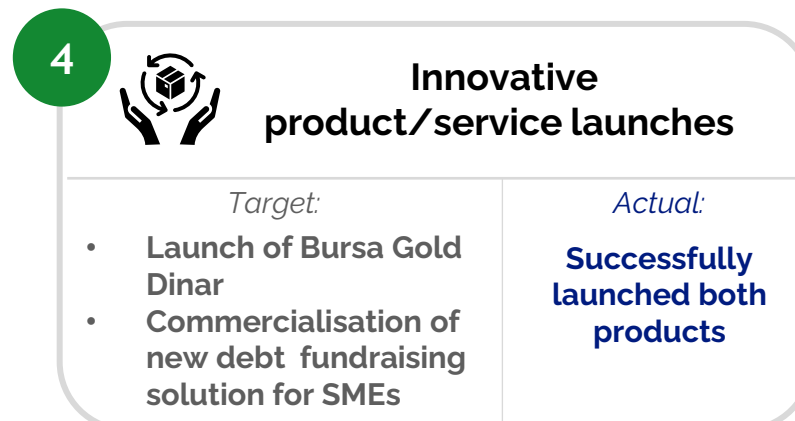 4
Innovative
product/service launches
Target:
• Launch of Bursa Gold
Dinar
• Commercialisation of
new debt fundraising
solution for SMEs
Actual:
Successfully
launched both
products